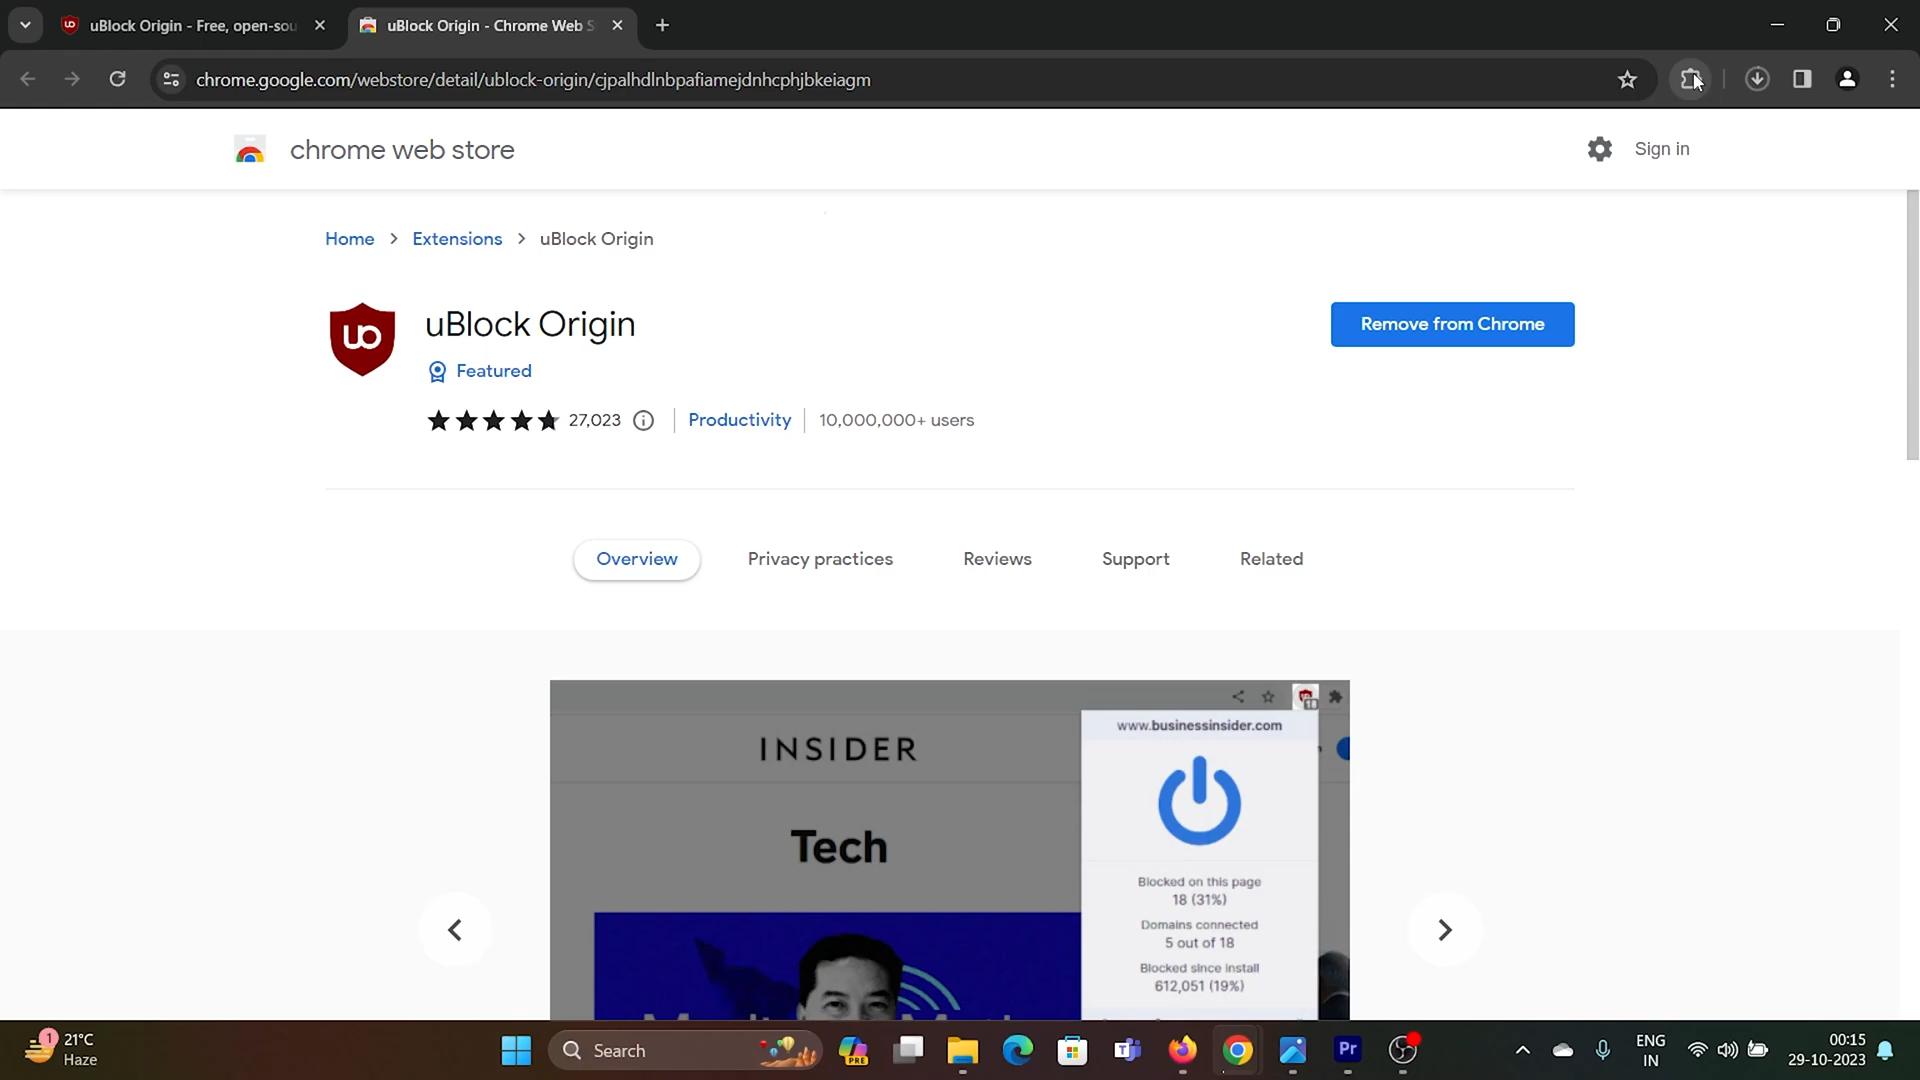 uBlock Origin - Free, open-sou
uBlock Origin - Chrome Web S
chrome.google.com/webstore/detail/ublock-origin/cjpalhdlnbpafiamejdnhcphjbkeiagm
chrome web store
Sign in
Home > Extensions > uBlock Origin
uBlock Origin
Remove from Chrome
Featured
27,023
Productivity
10,000,000+ users
Overview
Privacy practices
Reviews
Support
Related
18
www.businessinsider.com
INSIDER
Tech
Blocked on this page
18 (31%)
Domains connected
5 out of 18
Blocked since install
612,051 (19%)
1
21°C
Haze
Search
PRE
Pr
ENG
IN
00:15
29-10-2023